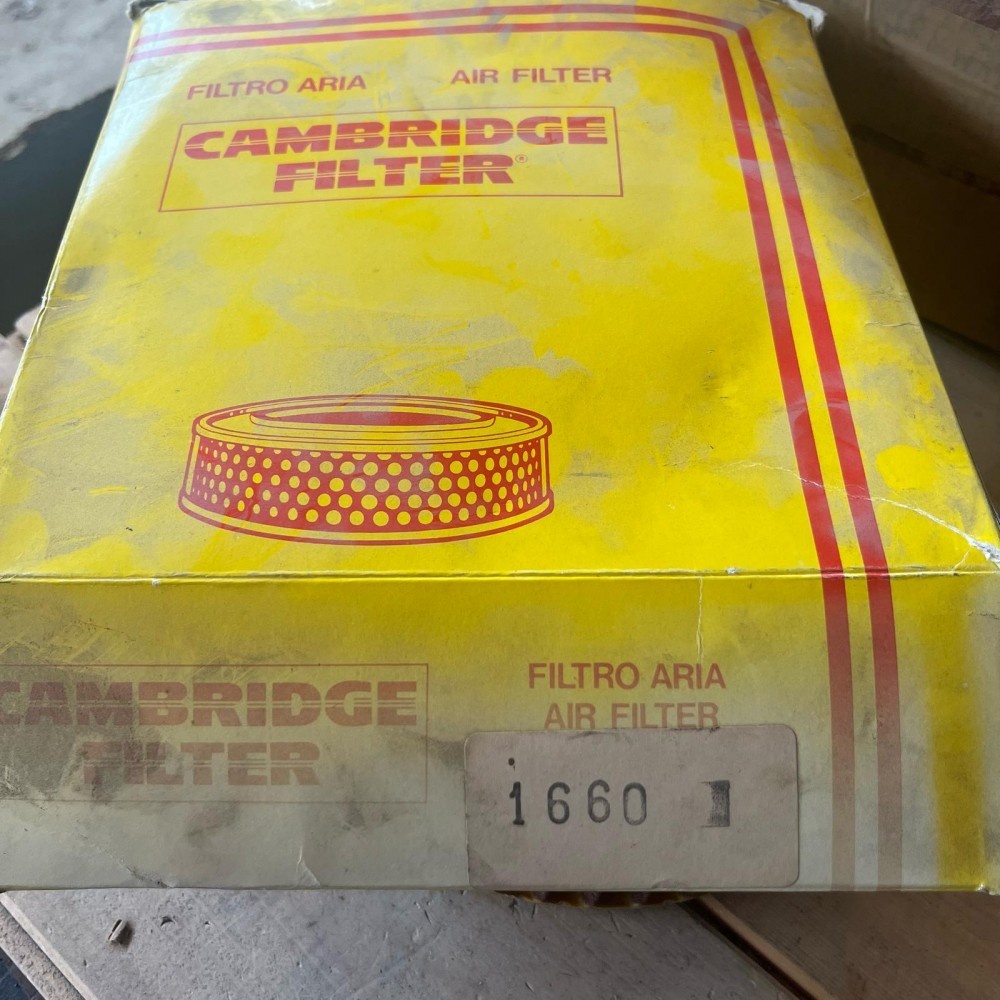 FILTRO ARIA AIR FILTER
CAMBRIDGE
FILTER®
CAMBRIDGE
FILTER
FILTRO ARIA
AIR FILTER
1660